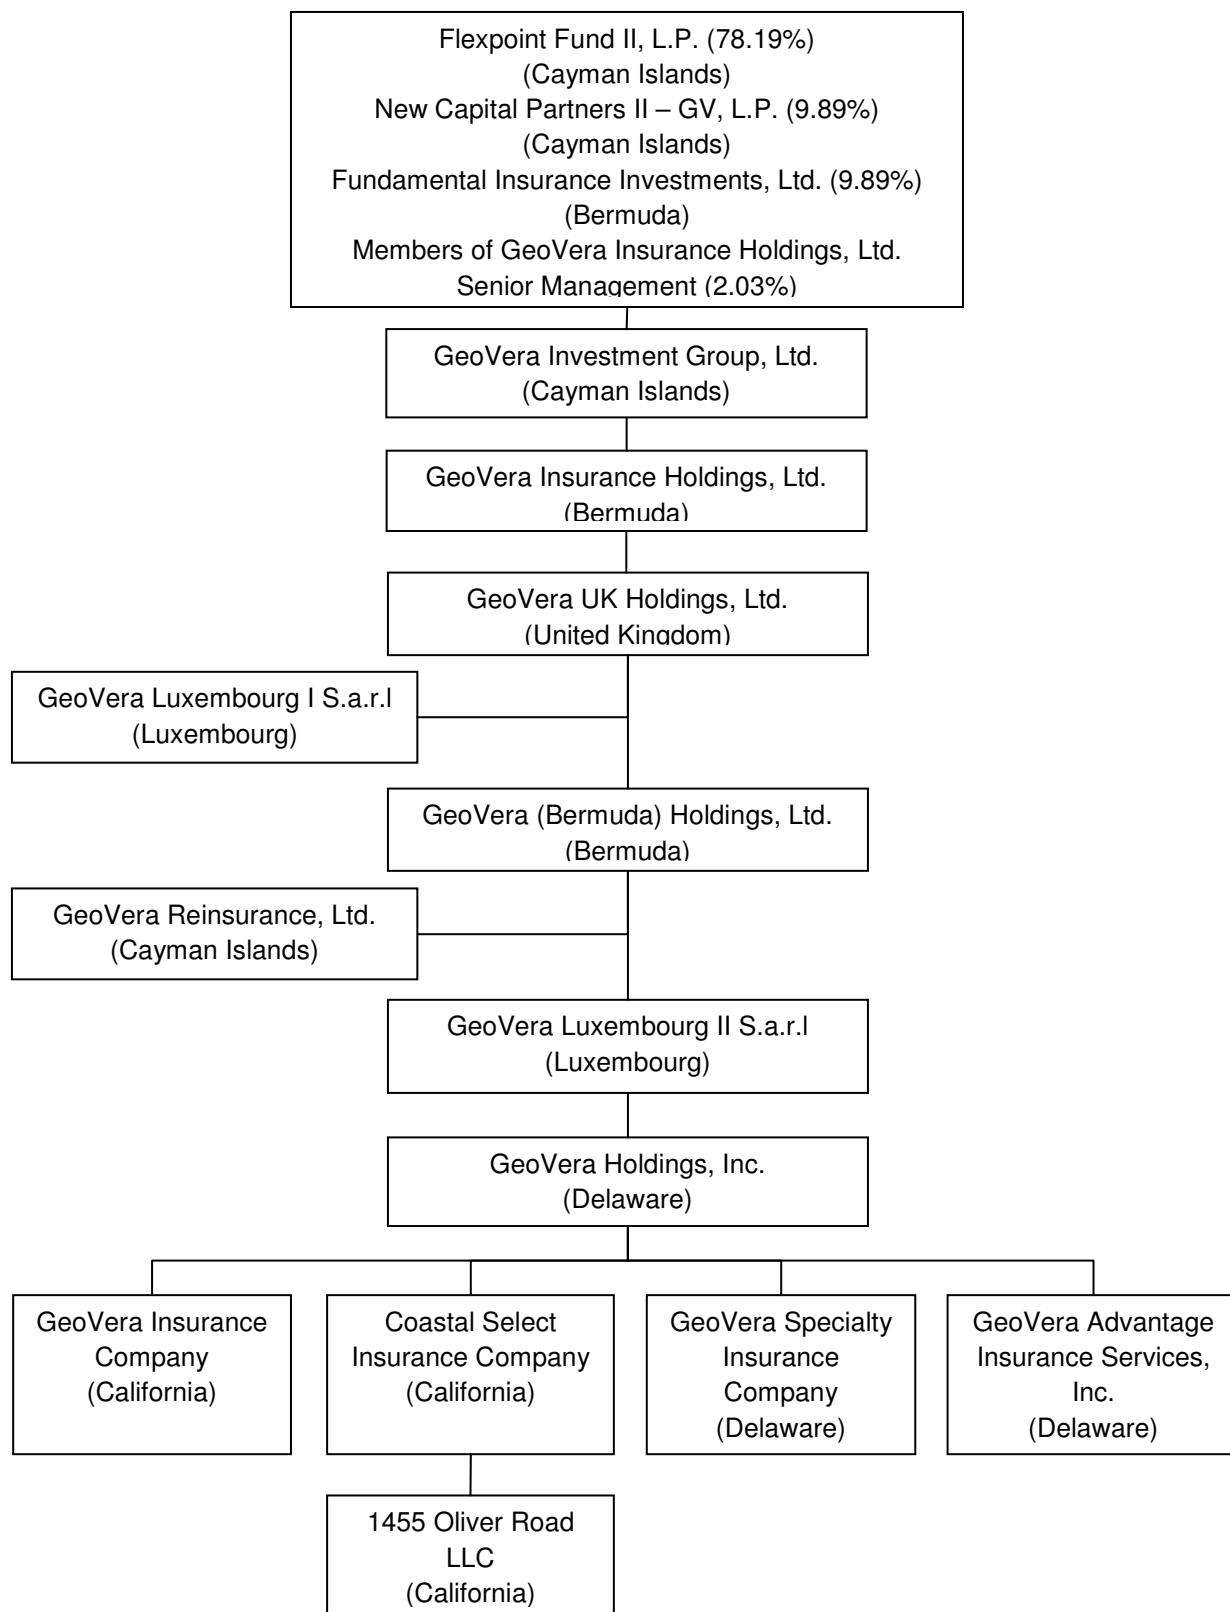 Flexpoint Fund II, L.P. (78.19%)
(Cayman Islands)
New Capital Partners II – GV, L.P. (9.89%)
(Cayman Islands)
Fundamental Insurance Investments, Ltd. (9.89%)
(Bermuda)
Members of GeoVera Insurance Holdings, Ltd.
Senior Management (2.03%)
GeoVera Investment Group, Ltd.
(Cayman Islands)
GeoVera Insurance Holdings, Ltd.
(Bermuda)
GeoVera UK Holdings, Ltd.
(United Kingdom)
GeoVera Luxembourg I S.a.r.l
(Luxembourg)
GeoVera (Bermuda) Holdings, Ltd.
(Bermuda)
GeoVera Reinsurance, Ltd.
(Cayman Islands)
GeoVera Luxembourg II S.a.r.l
(Luxembourg)
GeoVera Holdings, Inc.
(Delaware)
GeoVera Insurance
Company
(California)
Coastal Select
Insurance Company
(California)
GeoVera Specialty
Insurance
Company
(Delaware)
GeoVera Advantage
Insurance Services,
Inc.
(Delaware)
1455 Oliver Road
LLC
(California)